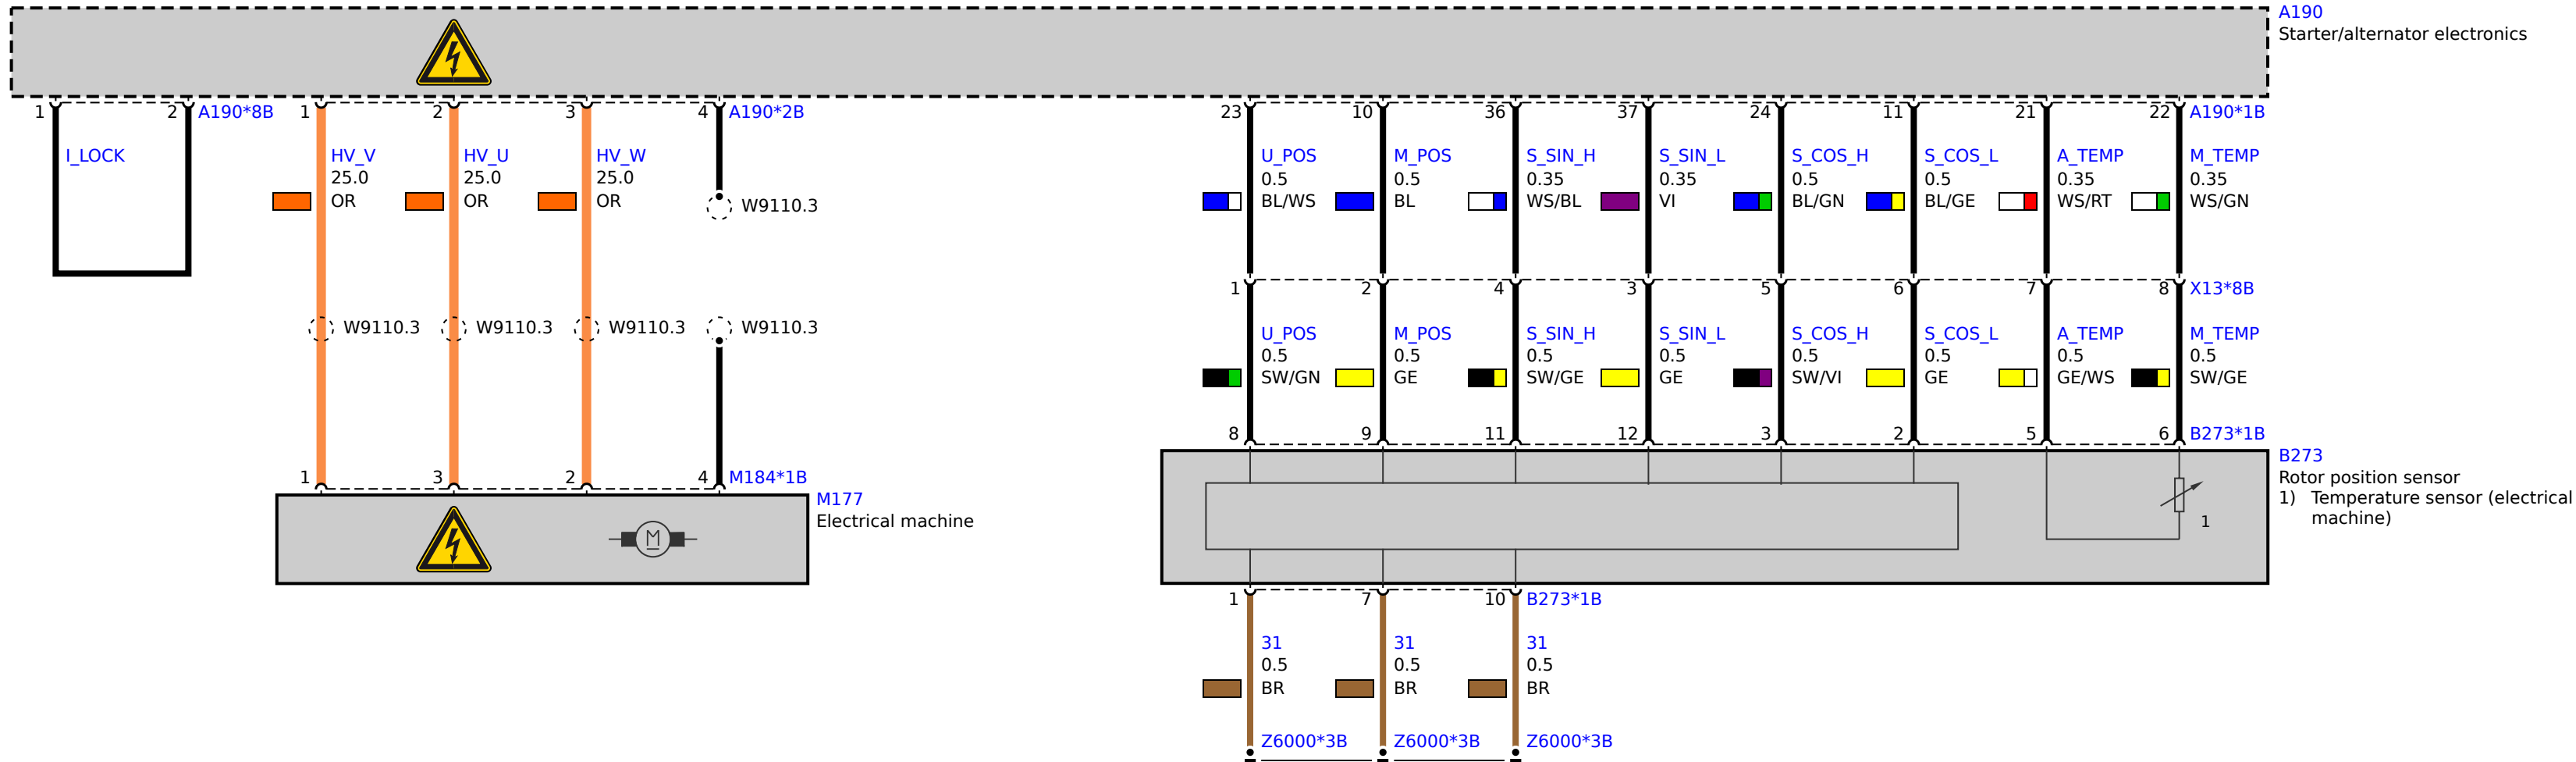 A190
Starter/alternator electronics
1 2 A190*8B 1 2 3 4 A190*2B 23 10 36 37 24 11 21 22 A190*1B
I_LOCK HV_V HV_U HV_W U_POS M_POS S_SIN_H S_SIN_L S_COS_H S_COS_L A_TEMP M_TEMP
25.0 25.0 25.0 0.5 0.5 0.35 0.35 0.5 0.5 0.35 0.35
OR OR OR W9110.3 BL/WS BL WS/BL VI BL/GN BL/GE WS/RT WS/GN
1 2 4 3 5 6 7 8 X13*8B
W9110.3 W9110.3 W9110.3 W9110.3 U_POS M_POS S_SIN_H S_SIN_L S_COS_H S_COS_L A_TEMP M_TEMP
0.5 0.5 0.5 0.5 0.5 0.5 0.5 0.5
SW/GN GE SW/GE GE SW/VI GE GE/WS SW/GE
8 9 11 12 3 2 5 6 B273*1B
B273
1 3 2 4 M184*1B Rotor position sensor
M177 1) Temperature sensor (electrical
Electrical machine machine)
M 1
1 7 10 B273*1B
31 31 31
0.5 0.5 0.5
BR BR BR
Z6000*3B Z6000*3B Z6000*3B